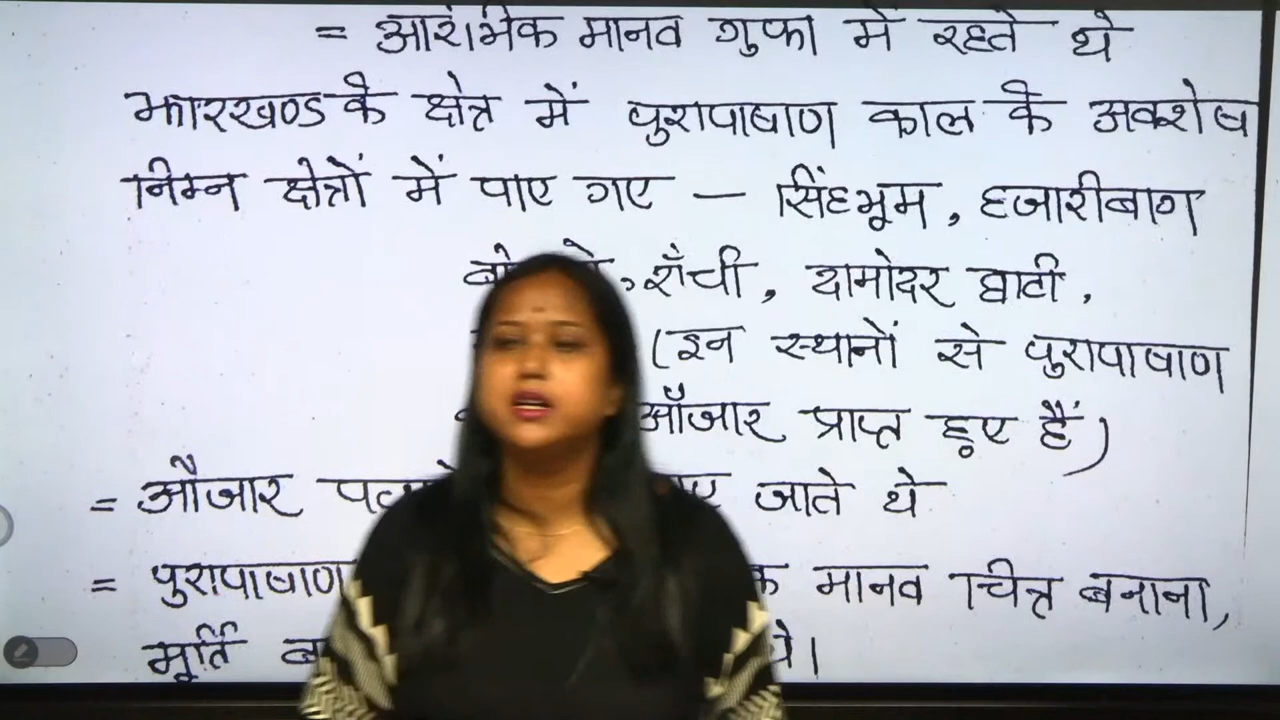 = आरंभिक मानव गुफा में रहते थे
झारखण्ड के क्षेत्र में पुरापाषाण काल के अवशेष
निम्न क्षेत्रों में पाए गए — सिंहभूम, हजारीबाग
, राँची, दामोदर घाटी,
(इन स्थानों से पुरापाषाण
औजार प्राप्त हुए हैं)
= औजार जाते थे
= पुरापाषाण मानव चित्र बनाना,
मूर्ति थे।